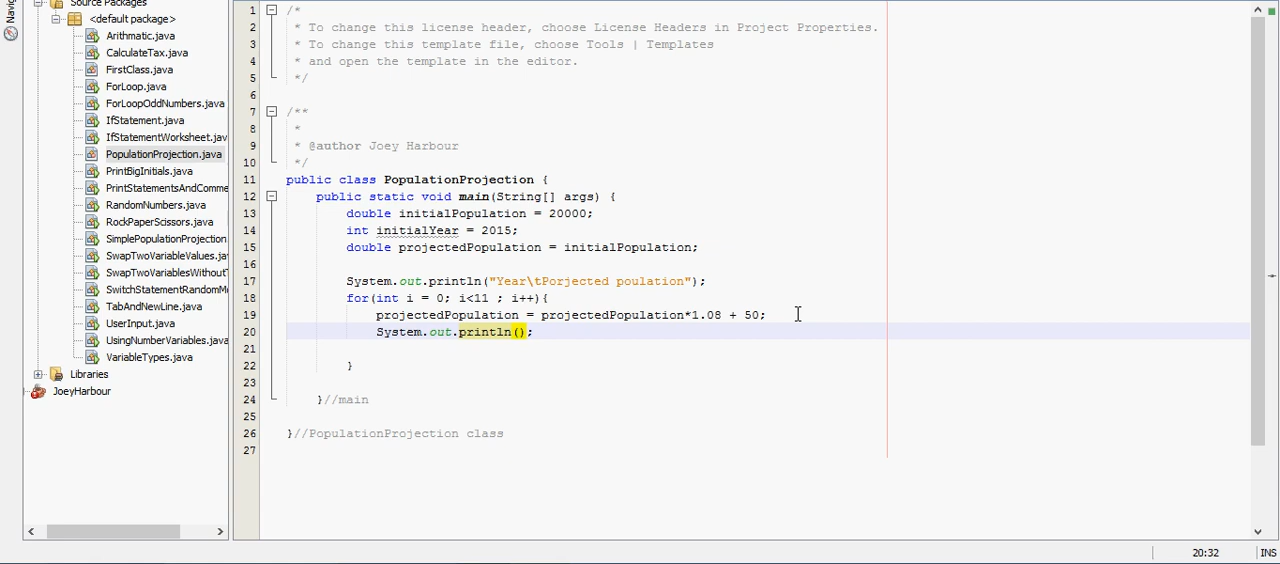 Navig
Source Packages
<default package>
Arithmatic.java
CalculateTax.java
FirstClass.java
ForLoop.java
ForLoopOddNumbers.java
IfStatement.java
IfStatementWorksheet.jav
PopulationProjection.java
PrintBigInitials.java
PrintStatementsAndComme
RandomNumbers.java
RockPaperScissors.java
SimplePopulationProjection
SwapTwoVariableValues.jav
SwapTwoVariablesWithoutT
SwitchStatementRandomM
TabAndNewLine.java
UserInput.java
UsingNumberVariables.java
VariableTypes.java
Libraries
JoeyHarbour
1 /*
2 * To change this license header, choose License Headers in Project Properties.
3 * To change this template file, choose Tools | Templates
4 * and open the template in the editor.
5 */
6
7 /**
8 *
9 * @author Joey Harbour
10 */
11 public class PopulationProjection {
12 public static void main(String[] args) {
13 double initialPopulation = 20000;
14 int initialYear = 2015;
15 double projectedPopulation = initialPopulation;
16
17 System.out.println("Year\tPorjected poulation");
18 for(int i = 0; i<11 ; i++){
19 projectedPopulation = projectedPopulation*1.08 + 50;
20 System.out.println();
21
22 }
23
24 }//main
25
26 }//PopulationProjection class
27
20:32 INS